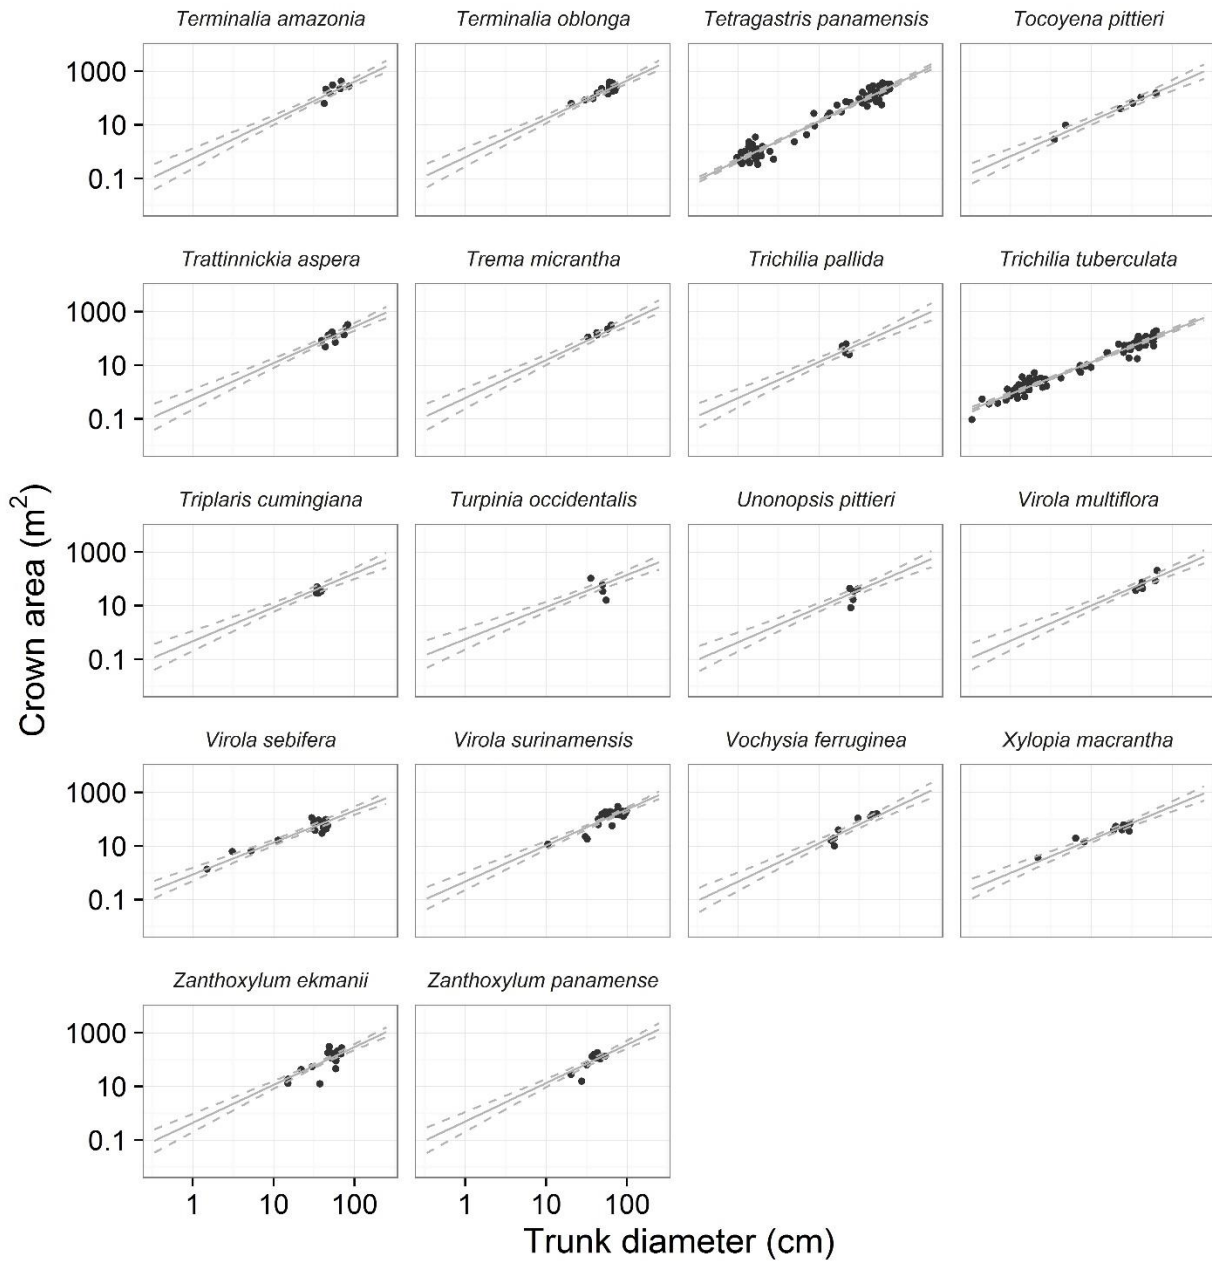 Terminalia amazonia
Terminalia oblonga
Tetragastris panamensis
Tocoyena pittieri
1000
10
0.1
Trattinnickia aspera
Trema micrantha
Trichilia pallida
Trichilia tuberculata
1000
10
0.1
Triplaris cumingiana
Turpinia occidentalis
Unonopsis pittieri
Virola multiflora
1000
10
0.1
Crown area (m²)
Virola sebifera
Virola surinamensis
Vochysia ferruginea
Xylopia macrantha
1000
10
0.1
Zanthoxylum ekmanii
Zanthoxylum panamense
1000
10
0.1
1 10 100
1 10 100
Trunk diameter (cm)